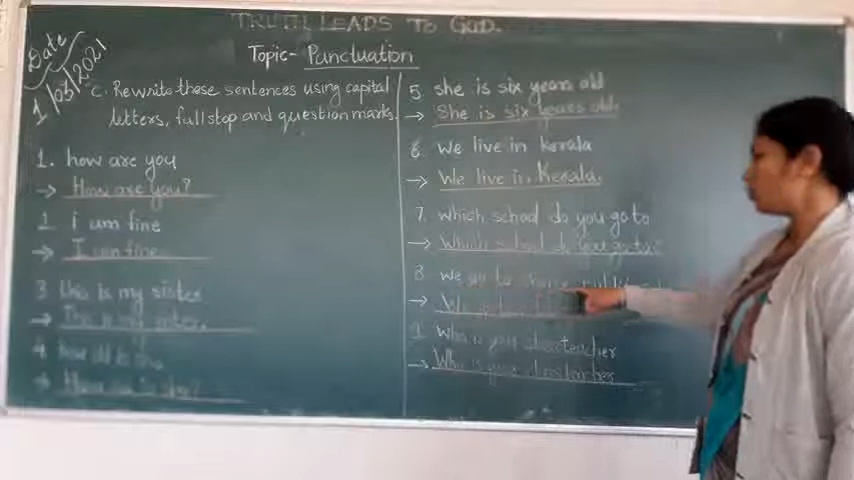 TRUTH LEADS TO GOD.
Date
1/03/2021
Topic- Punctuation
C. Rewrite these sentences using capital
letters, full stop and question marks.
1. how are you
→ How are you?
2. i am fine
→ I am fine.
3. this is my sister
→ This is my sister.
4. how old is she
→ How old is she?
5. she is six years old
→ She is six years old.
6. we live in kerala
→ We live in Kerala.
7. which school do you go to
→ Which school do you go to?
8. we go to
→ We go to
9. who is your class teacher
→ Who is your class teacher